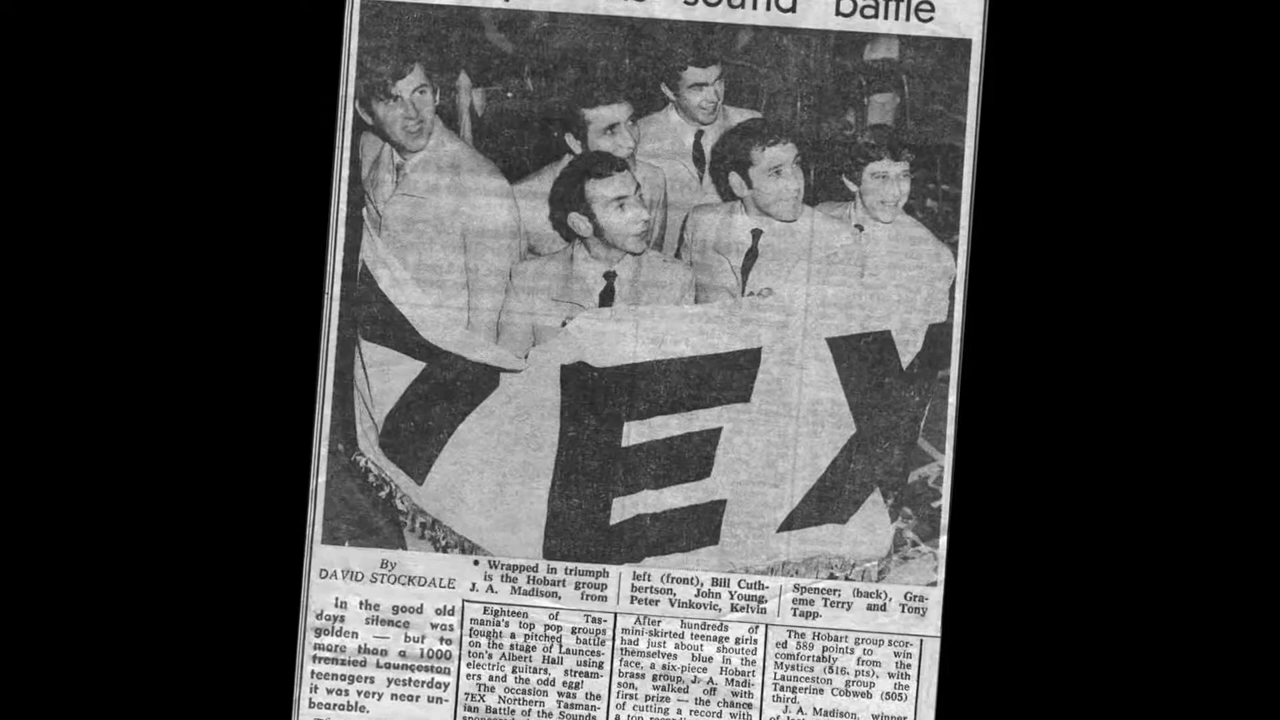 sound battle
7EX
By
DAVID STOCKDALE
• Wrapped in triumph
is the Hobart group
J. A. Madison, from
left (front), Bill Cuth-
bertson, John Young,
Peter Vinkovic, Kelvin
Spencer; (back), Gra-
eme Terry and Tony
Tapp.
In the good old
days silence was
golden — but to
more than a 1000
frenzied Launceston
teenagers yesterday
it was very near un-
bearable.
Eighteen of Tas-
mania's top pop groups
fought a pitched battle
on the stage of Launces-
ton's Albert Hall using
electric guitars, stream-
ers and the odd egg!
The occasion was the
7EX Northern Tasman-
ian Battle of the Sounds
After hundreds of
mini-skirted teenage girls
had just about shouted
themselves blue in the
face, a six-piece Hobart
brass group, J. A. Madi-
son, walked off with
first prize — the chance
of cutting a record with
The Hobart group scor-
ed 589 points to win
comfortably from the
Mystics (516 pts), with
Launceston group the
Tangerine Cobweb (505)
third.
J. A. Madison, winner